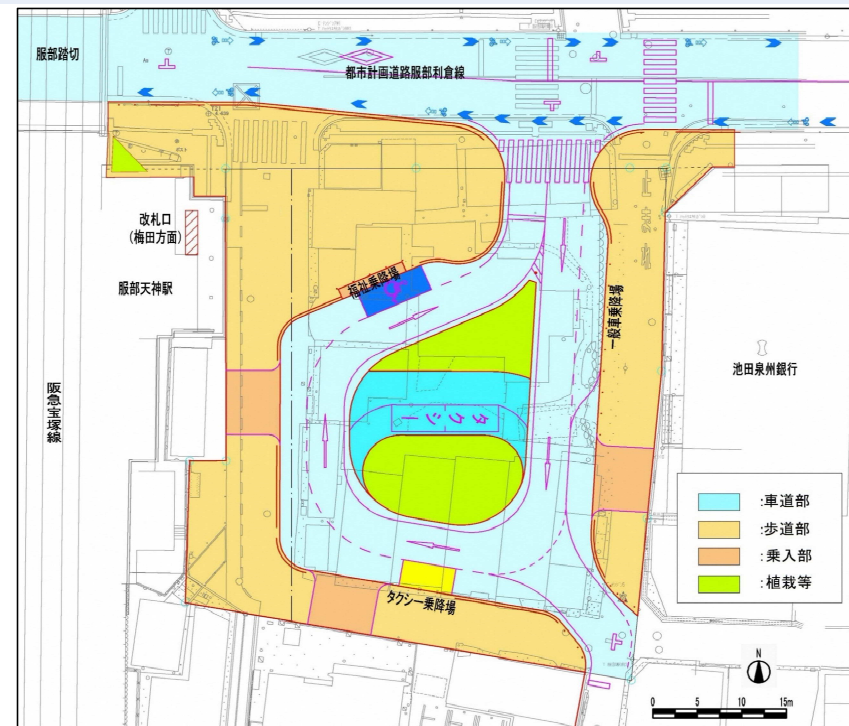 服部踏切
都市計画道路服部利倉線
改札口
(梅田方面)
服部天神駅
福祉乗降場
一般車乗降場
池田泉州銀行
阪急宝塚線
タクシー
タクシー乗降場
:車道部
:歩道部
:乗入部
:植栽等
N
0 5 10 15m